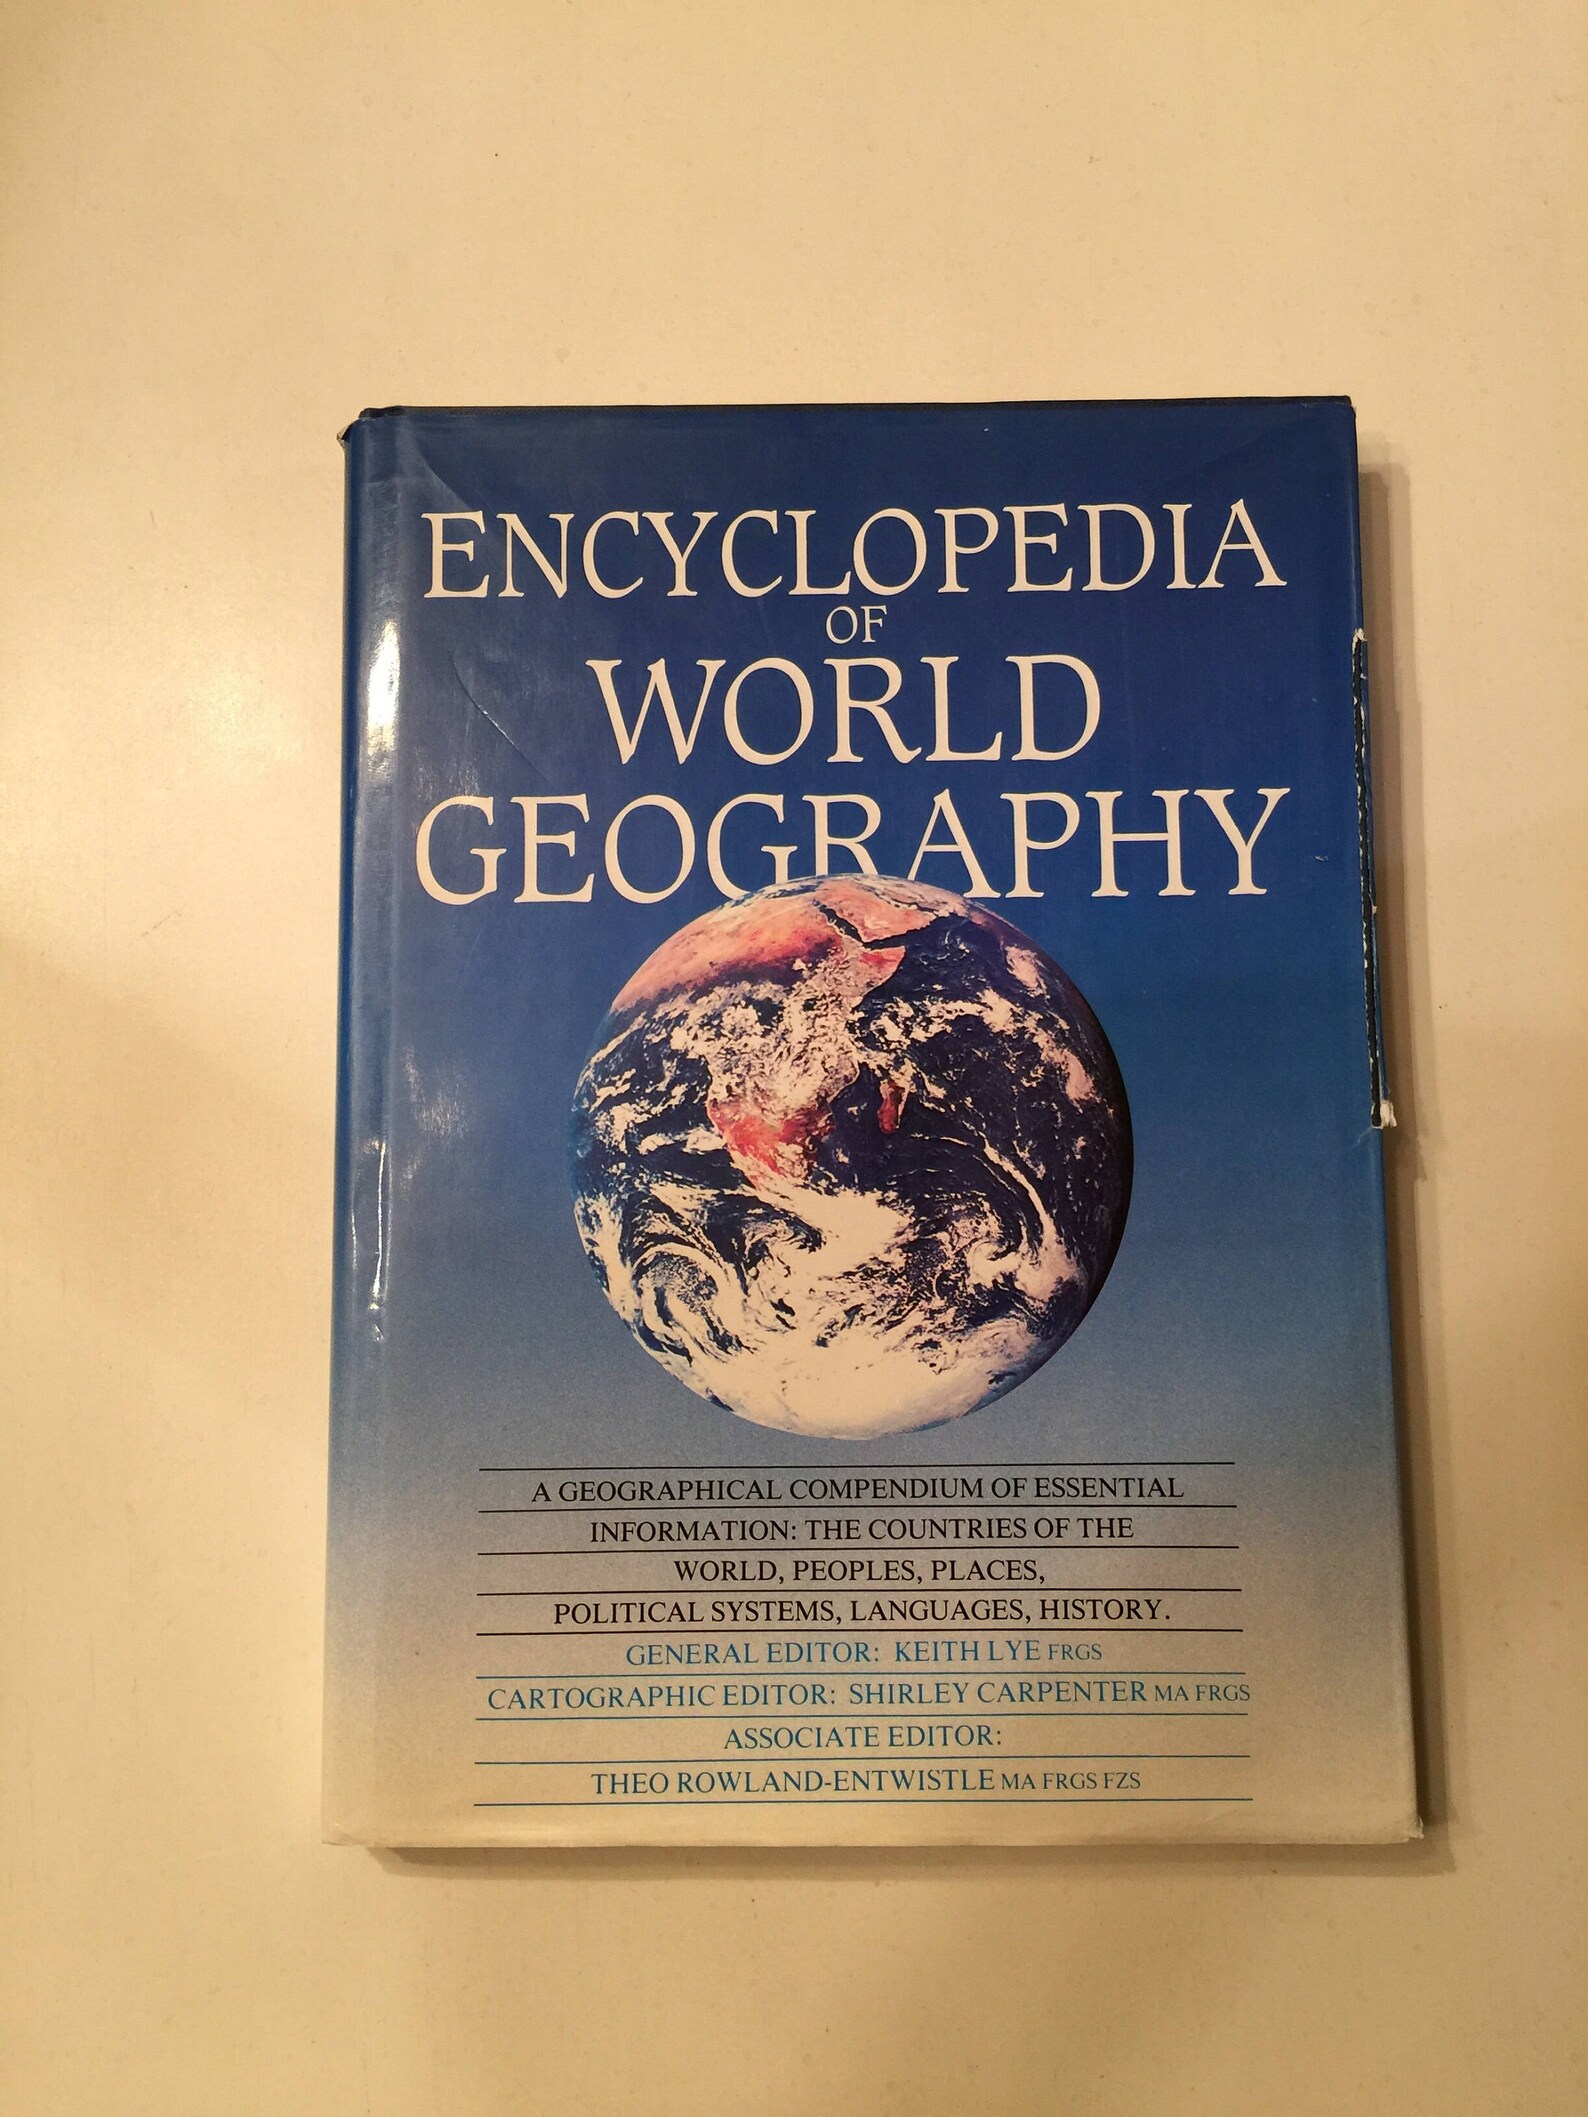 ENCYCLOPEDIA
OF
WORLD
GEOGRAPHY
A GEOGRAPHICAL COMPENDIUM OF ESSENTIAL
INFORMATION: THE COUNTRIES OF THE
WORLD, PEOPLES, PLACES,
POLITICAL SYSTEMS, LANGUAGES, HISTORY.
GENERAL EDITOR: KEITH LYE FRGS
CARTOGRAPHIC EDITOR: SHIRLEY CARPENTER MA FRGS
ASSOCIATE EDITOR:
THEO ROWLAND-ENTWISTLE MA FRGS FZS